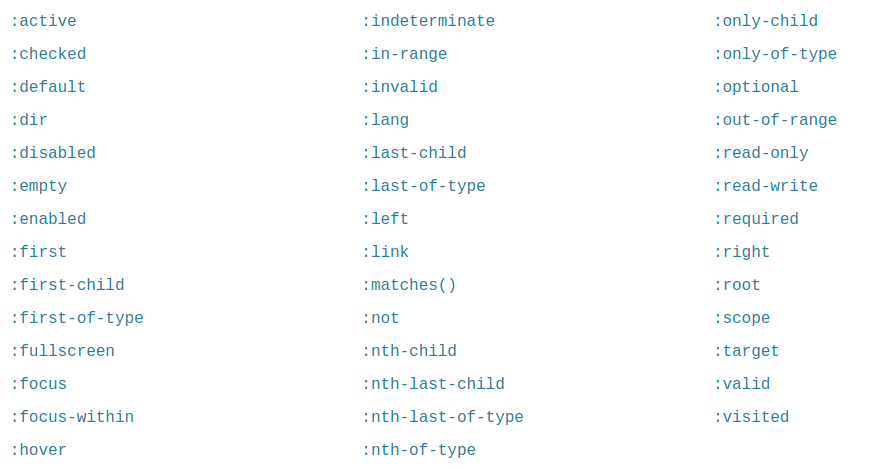 :active
:checked
:default
:dir
:disabled
:empty
:enabled
:first
:first-child
:first-of-type
:fullscreen
:focus
:focus-within
:hover
:indeterminate
:in-range
:invalid
:lang
:last-child
:last-of-type
:left
:link
:matches()
:not
:nth-child
:nth-last-child
:nth-last-of-type
:nth-of-type
:only-child
:only-of-type
:optional
:out-of-range
:read-only
:read-write
:required
:right
:root
:scope
:target
:valid
:visited